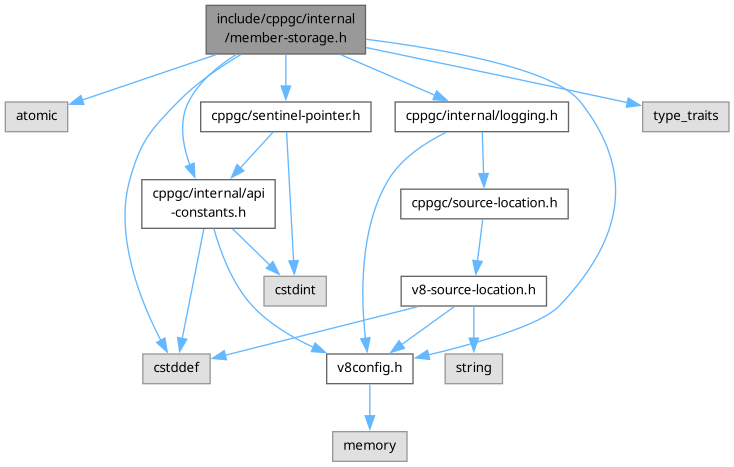 include/cppgc/internal
/member-storage.h
atomic
cppgc/sentinel-pointer.h
cppgc/internal/logging.h
type_traits
cppgc/internal/api
-constants.h
cppgc/source-location.h
cstdint
v8-source-location.h
cstddef
v8config.h
string
memory